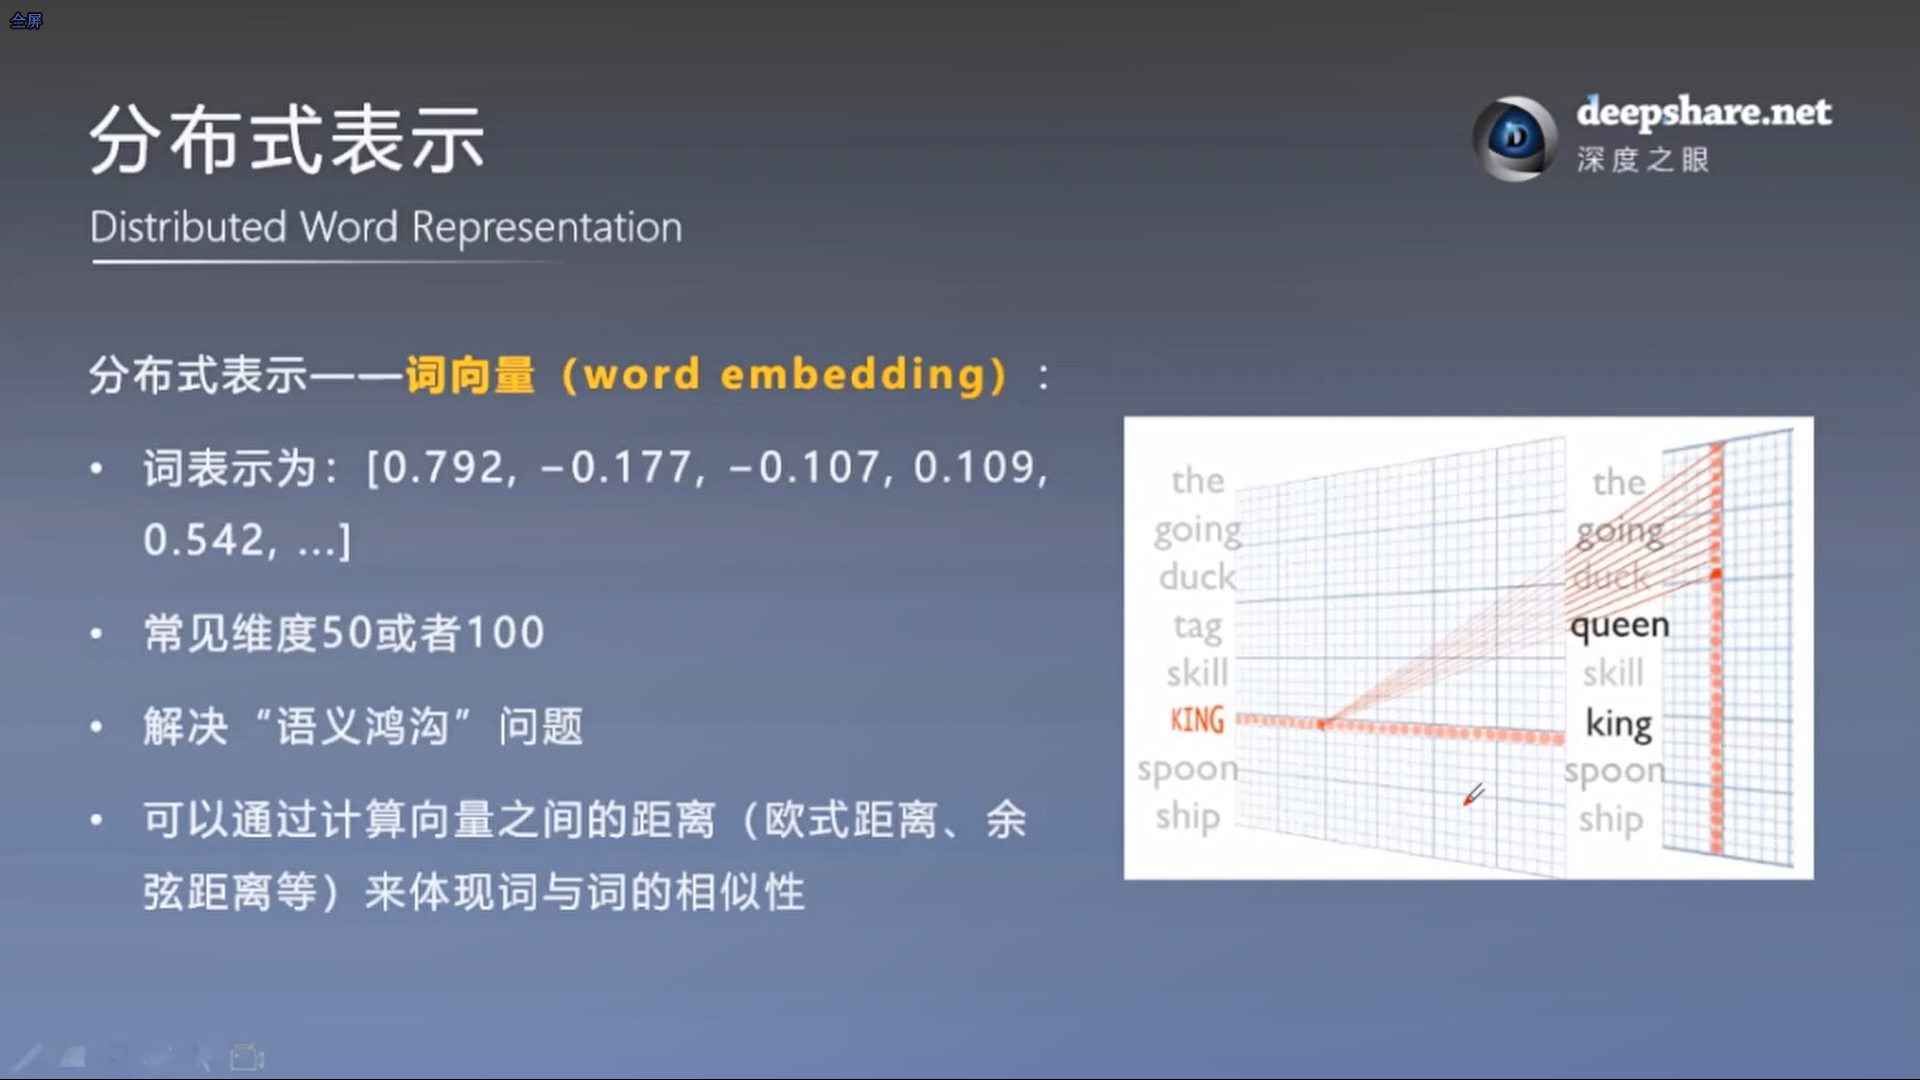 全屏
分布式表示
Distributed Word Representation
deepshare.net
深度之眼
分布式表示——词向量（word embedding）：
• 词表示为：[0.792, −0.177, −0.107, 0.109,
0.542, …]
• 常见维度50或者100
• 解决“语义鸿沟”问题
• 可以通过计算向量之间的距离（欧式距离、余
弦距离等）来体现词与词的相似性
the
going
duck
tag
skill
KING
spoon
ship
the
going
duck
queen
skill
king
spoon
ship